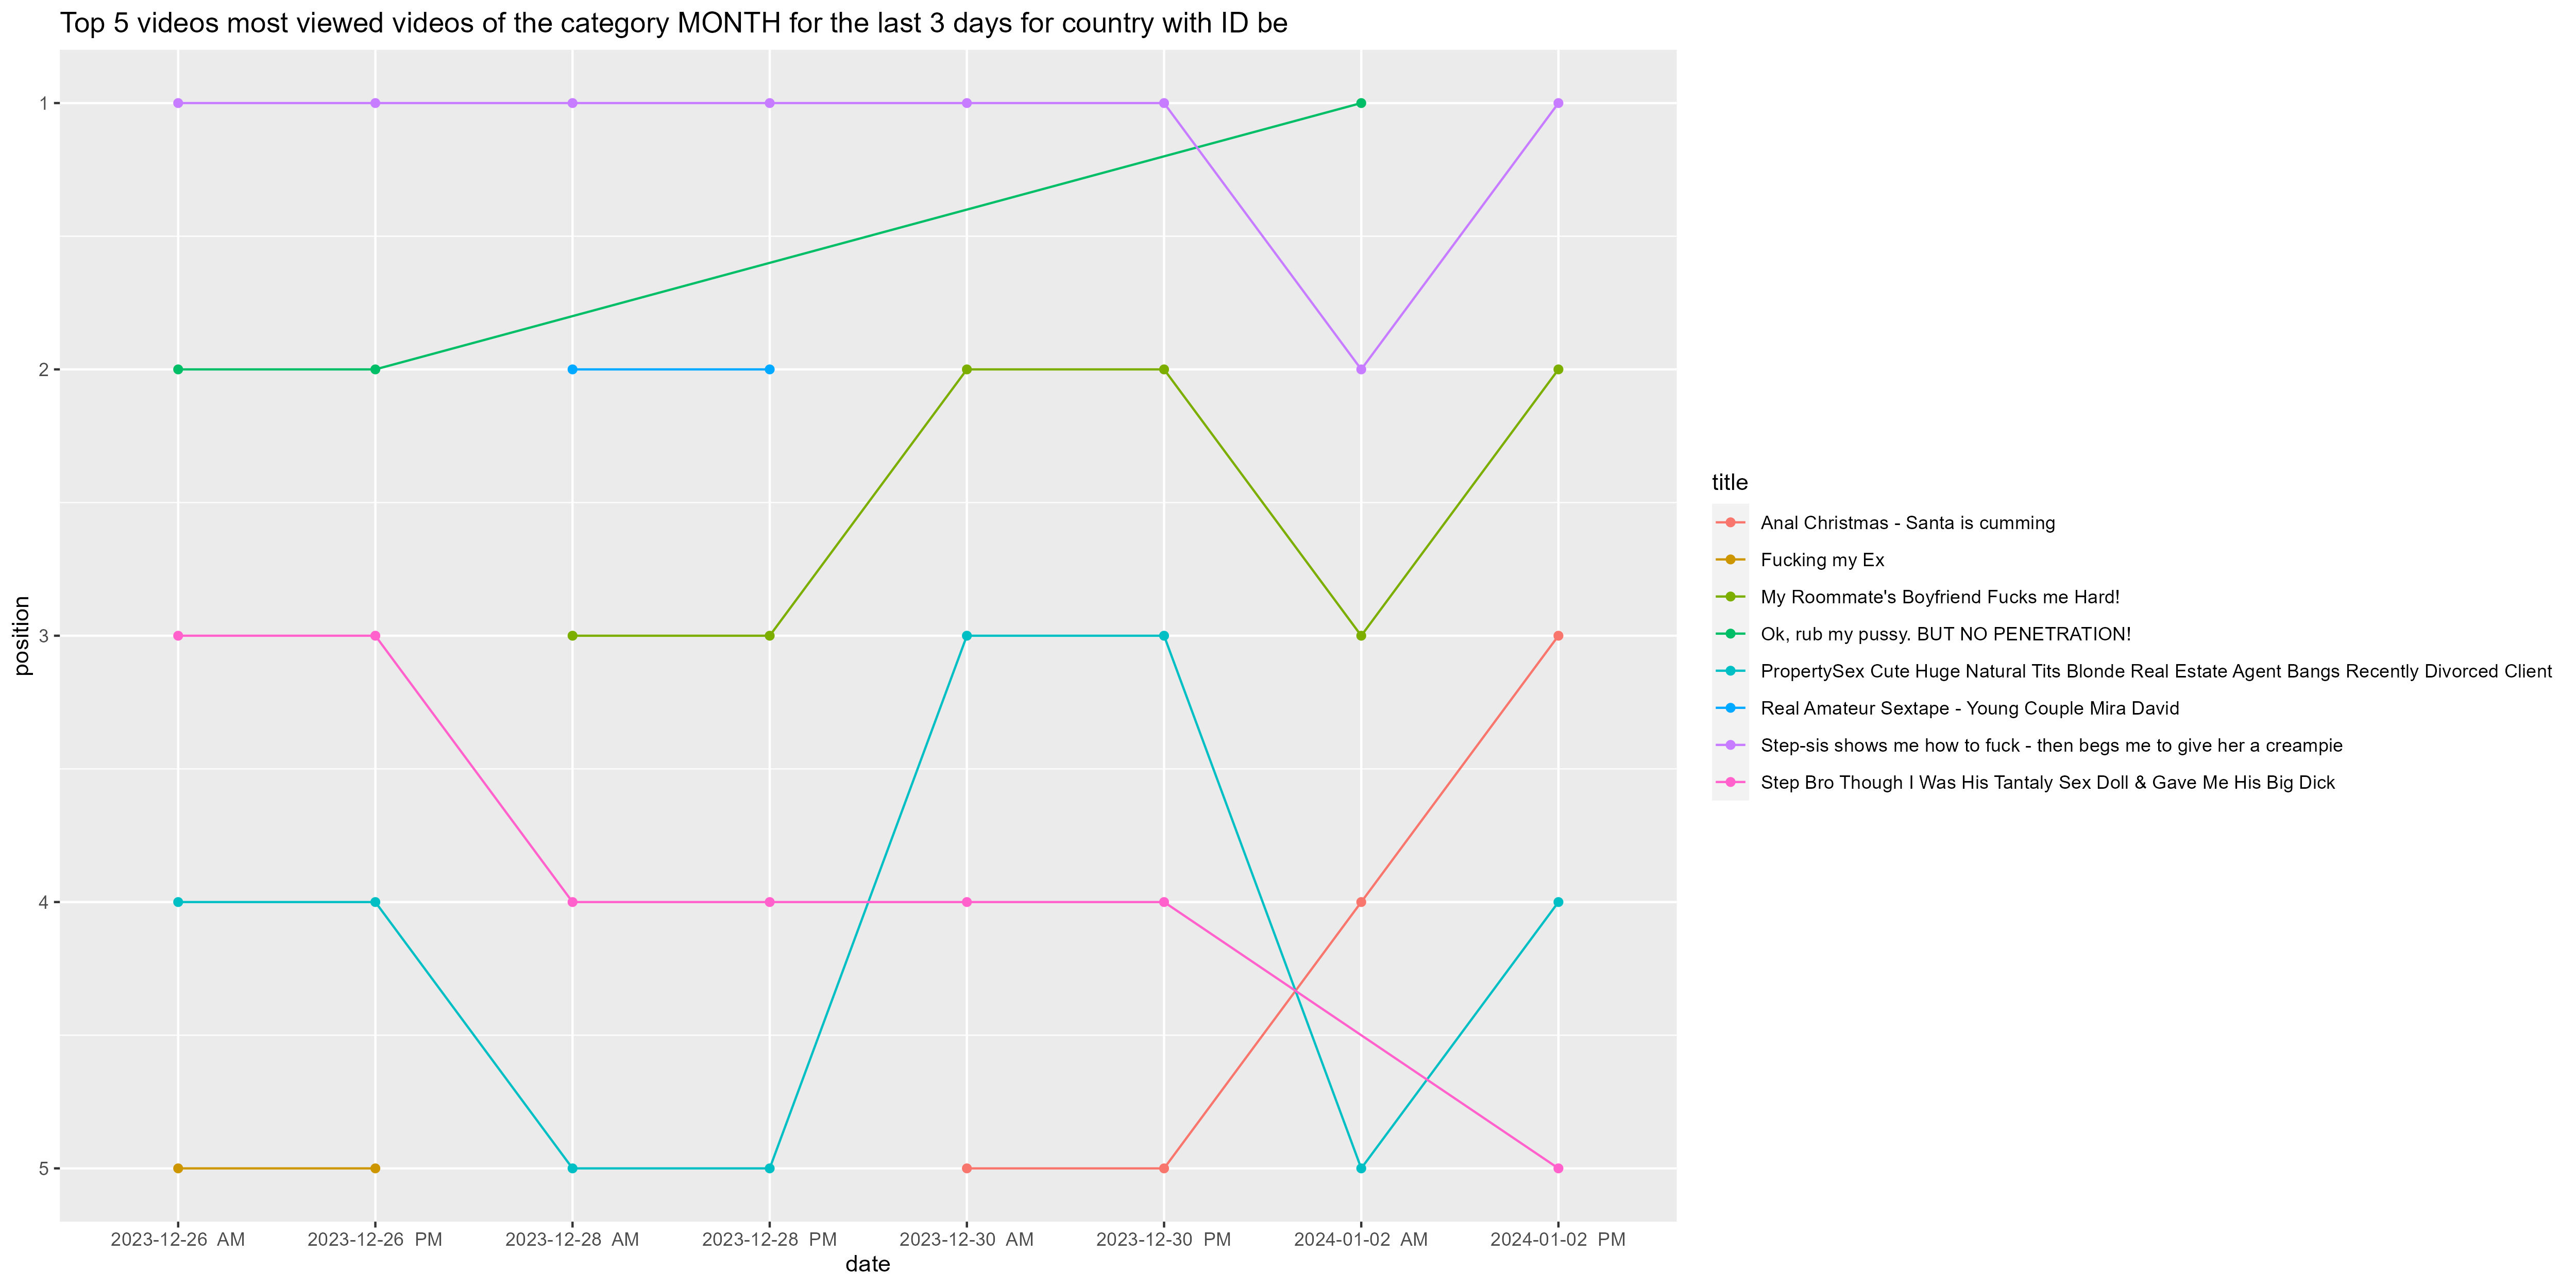 Top 5 videos most viewed videos of the category MONTH for the last 3 days for country with ID be
position
1
2
3
4
5
2023-12-26 AM
2023-12-26 PM
2023-12-28 AM
2023-12-28 PM
2023-12-30 AM
2023-12-30 PM
2024-01-02 AM
2024-01-02 PM
date
title
Anal Christmas - Santa is cumming
Fucking my Ex
My Roommate's Boyfriend Fucks me Hard!
Ok, rub my pussy. BUT NO PENETRATION!
PropertySex Cute Huge Natural Tits Blonde Real Estate Agent Bangs Recently Divorced Client
Real Amateur Sextape - Young Couple Mira David
Step-sis shows me how to fuck - then begs me to give her a creampie
Step Bro Though I Was His Tantaly Sex Doll & Gave Me His Big Dick